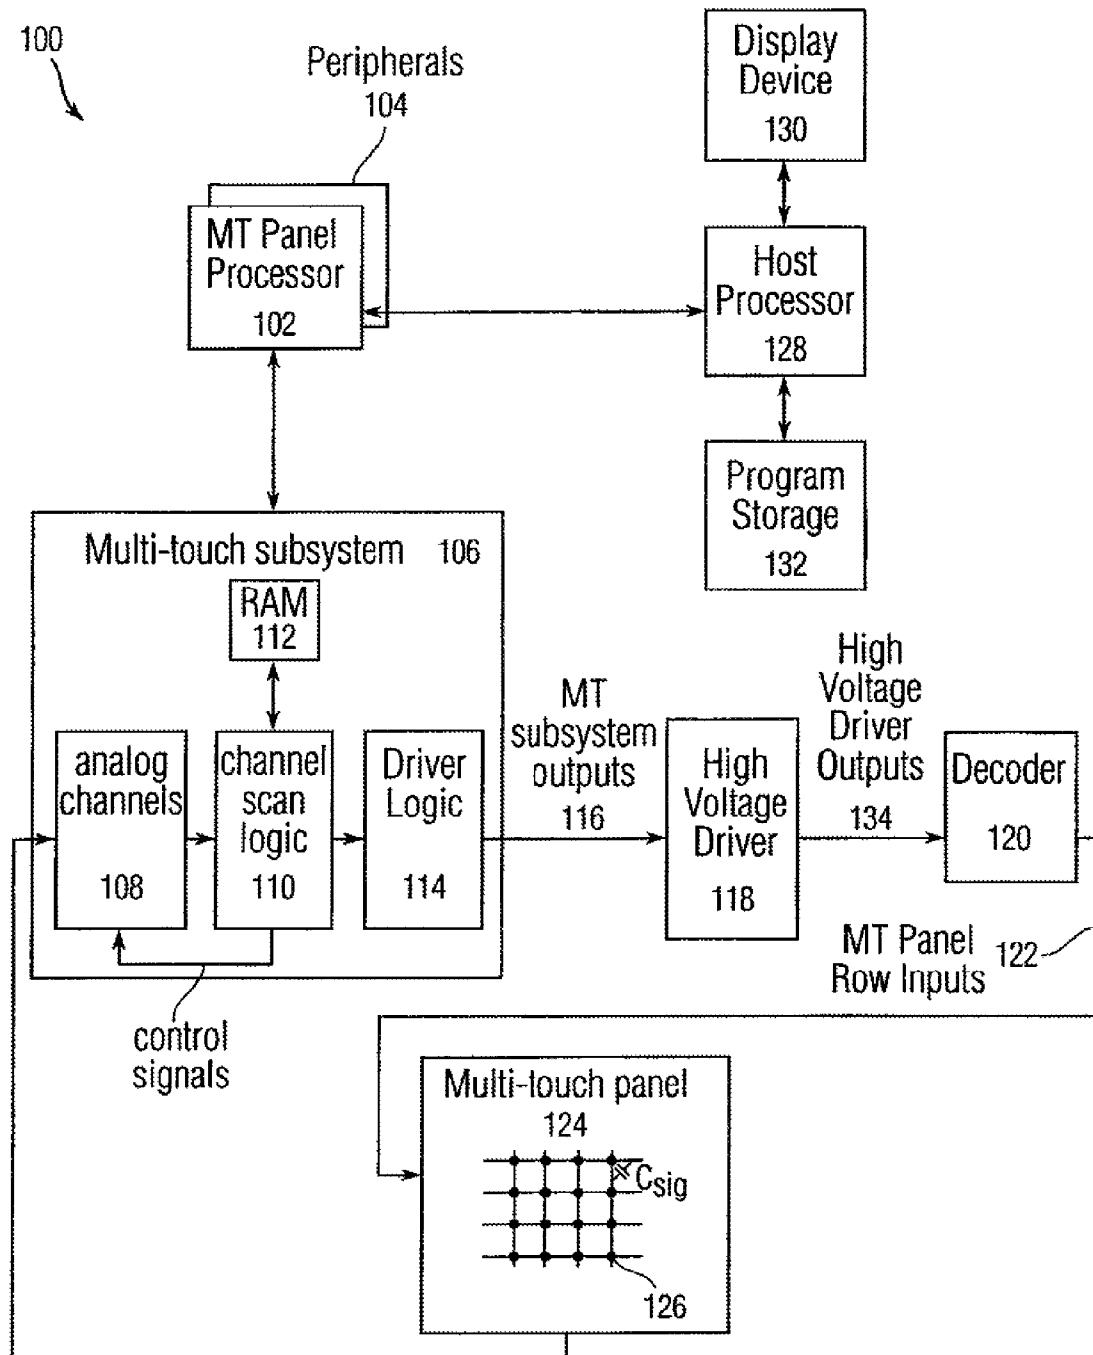 100
Peripherals
104
MT Panel
Processor
102
Display
Device
130
Host
Processor
128
Program
Storage
132
Multi-touch subsystem 106
RAM
112
analog
channels
108
channel
scan
logic
110
Driver
Logic
114
control
signals
MT
subsystem
outputs
116
High
Voltage
Driver
118
High
Voltage
Driver
Outputs
134
Decoder
120
MT Panel
Row Inputs
122
Multi-touch panel
124
Csig
126